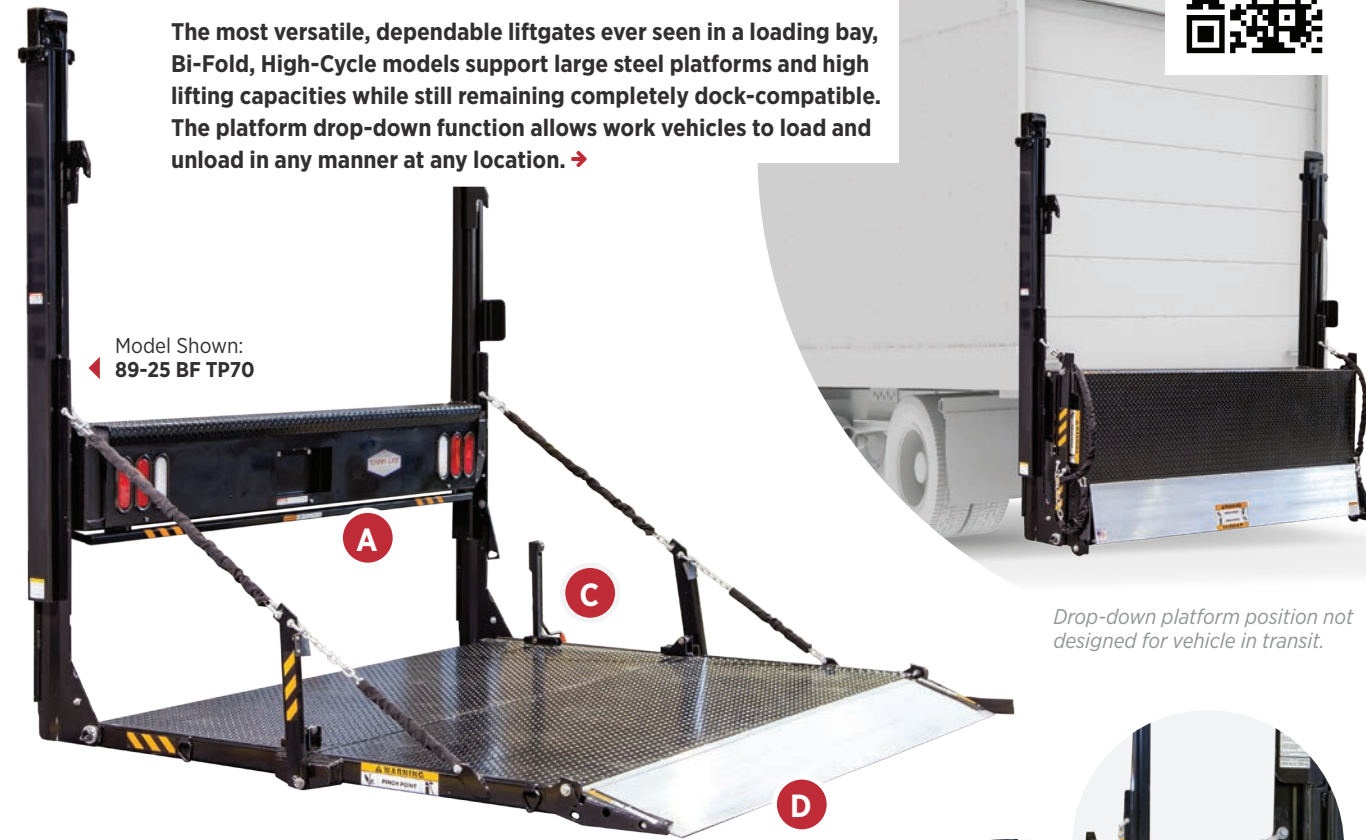 The most versatile, dependable liftgates ever seen in a loading bay,
Bi-Fold, High-Cycle models support large steel platforms and high
lifting capacities while still remaining completely dock-compatible.
The platform drop-down function allows work vehicles to load and
unload in any manner at any location. →
Model Shown:
89-25 BF TP70
A
C
Drop-down platform position not
designed for vehicle in transit.
WARNING
PINCH POINT
D